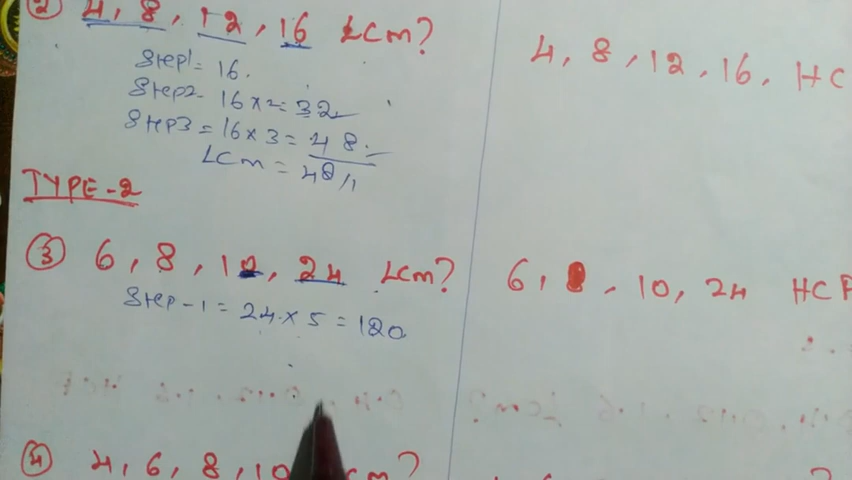 ② 4, 8, 12, 16 LCM?
Step1 = 16.
Step2- 16×2=32
Step3 = 16×3 = 48.
LCM = 48//
TYPE-2
③ 6, 8, 10, 24 LCM?
Step-1 = 24×5 = 120
④ 4, 6, 8, 10
cm?
4, 8, 12, 16, HC
6, 8, 10, 24 HCF